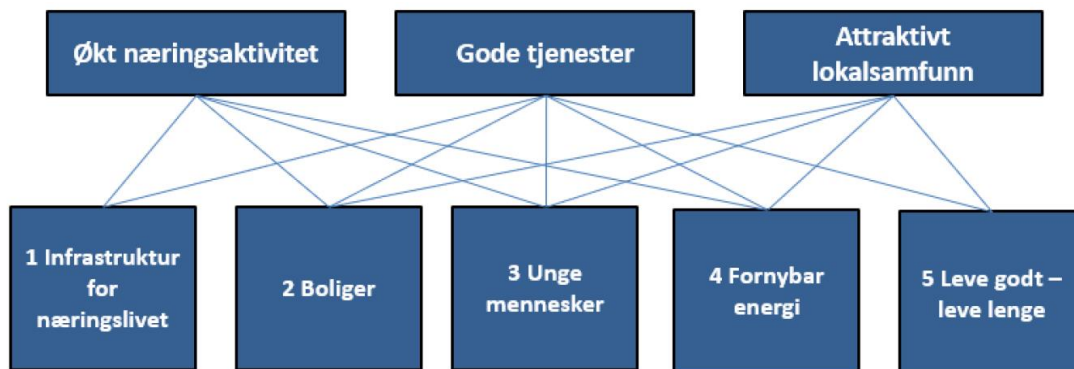 Økt næringsaktivitet
Gode tjenester
Attraktivt
lokalsamfunn
1 Infrastruktur
for
næringslivet
2 Boliger
3 Unge
mennesker
4 Fornybar
energi
5 Leve godt –
leve lenge